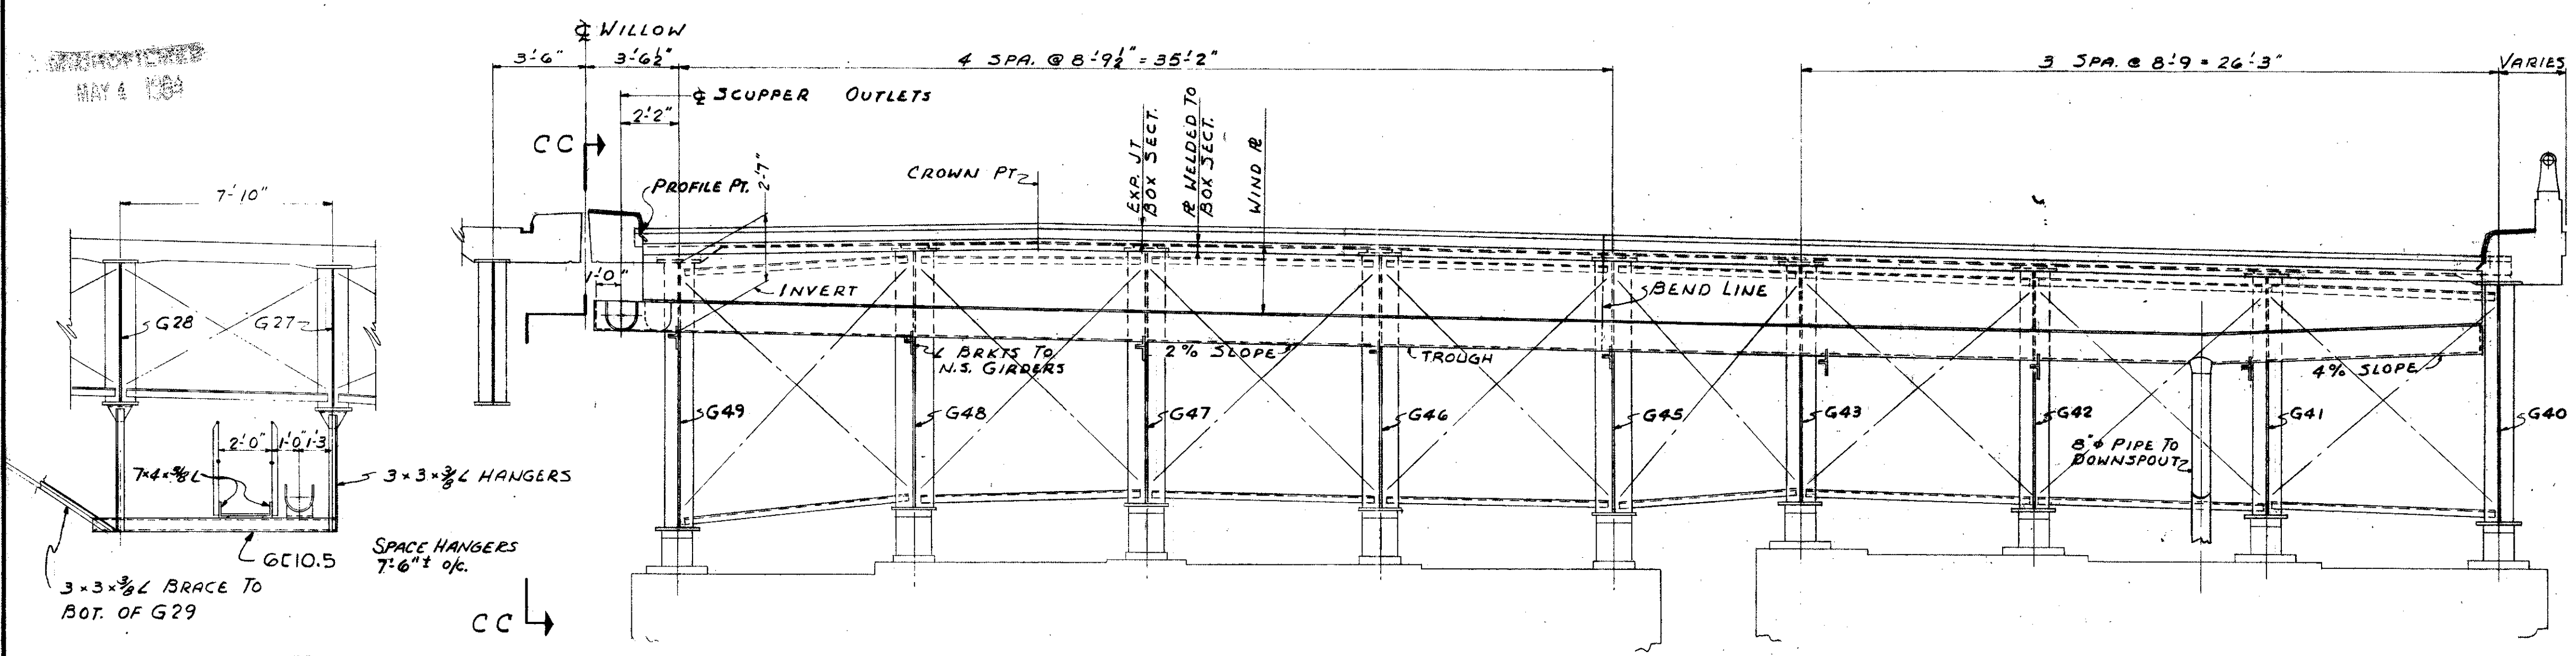 ℄ WILLOW
3'-6"
3'-6½"
4 SPA. @ 8'-9½" = 35'-2"
3 SPA. @ 8'-9 = 26'-3"
VARIES
MAY 4
℄ SCUPPER OUTLETS
2'-2"
CC
EXP. JT
BOX SECT.
℄ WELDED TO
BOX SECT.
WIND ℄
CROWN PT
PROFILE PT.
2'-7"
7'-10"
1'-0"
INVERT
BEND LINE
G28
G27
∠ BRKTS TO
N.S. GIRDERS
2% SLOPE
TROUGH
4% SLOPE
G49
G48
G47
G46
G45
G43
G42
G41
G40
8"φ PIPE TO
DOWNSPOUT
2'-0"
1'-0"
1'-3
7x4x⅜ L
3 x 3 x ⅜ L HANGERS
6[10.5
SPACE HANGERS
7'-6"± o/c.
3 x 3 x ⅜ L BRACE TO
BOT. OF G29
CC